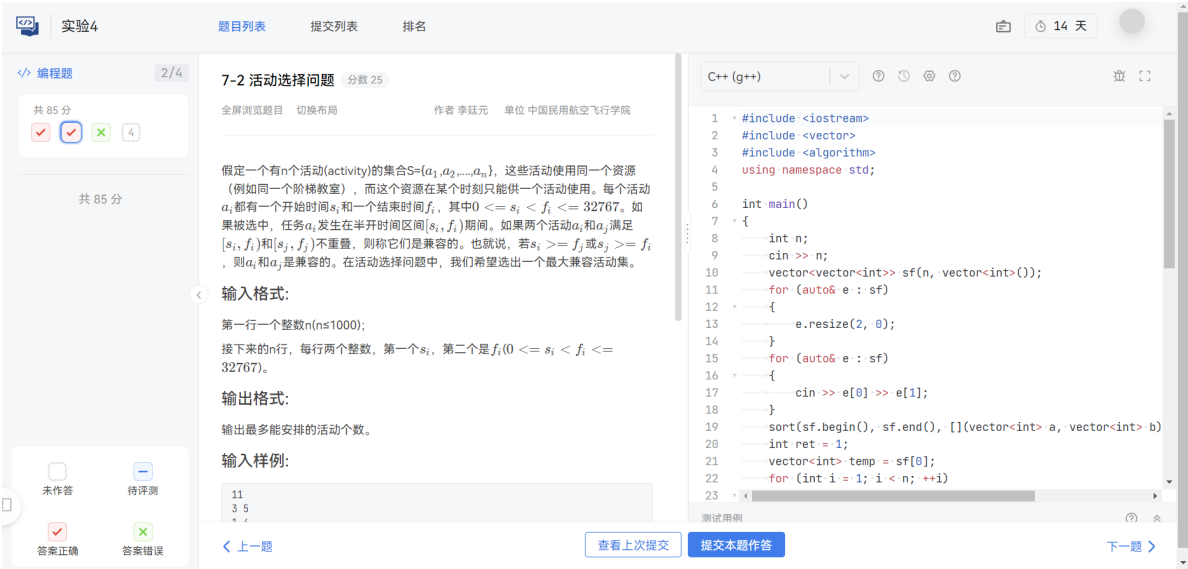 实验4
题目列表
提交列表
排名
14 天
</> 编程题
2/4
共 85 分
4
共 85 分
未作答
待评测
答案正确
答案错误
7-2 活动选择问题
分数 25
全屏浏览题目 切换布局
作者 李廷元 单位 中国民用航空飞行学院
假定一个有n个活动(activity)的集合S={a₁,a₂,....,aₙ}，这些活动使用同一个资源
（例如同一个阶梯教室），而这个资源在某个时刻只能供一个活动使用。每个活动
aᵢ都有一个开始时间sᵢ和一个结束时间fᵢ，其中0 <= sᵢ < fᵢ <= 32767。如
果被选中，任务aᵢ发生在半开时间区间[sᵢ, fᵢ)期间。如果两个活动aᵢ和aⱼ满足
[sᵢ, fᵢ)和[sⱼ, fⱼ)不重叠，则称它们是兼容的。也就说，若sᵢ >= fⱼ或sⱼ >= fᵢ
，则aᵢ和aⱼ是兼容的。在活动选择问题中，我们希望选出一个最大兼容活动集。
输入格式:
第一行一个整数n(n≤1000);
接下来的n行，每行两个整数，第一个sᵢ，第二个是fᵢ(0 <= sᵢ < fᵢ <=
32767)。
输出格式:
输出最多能安排的活动个数。
输入样例:
11
3 5
1 4
C++ (g++)
1 #include <iostream>
2 #include <vector>
3 #include <algorithm>
4 using namespace std;
5
6 int main()
7 {
8 int n;
9 cin >> n;
10 vector<vector<int>> sf(n, vector<int>());
11 for (auto& e : sf)
12 {
13 e.resize(2, 0);
14 }
15 for (auto& e : sf)
16 {
17 cin >> e[0] >> e[1];
18 }
19 sort(sf.begin(), sf.end(), [](vector<int> a, vector<int> b)
20 int ret = 1;
21 vector<int> temp = sf[0];
22 for (int i = 1; i < n; ++i)
23
测试用例
上一题
查看上次提交
提交本题作答
下一题